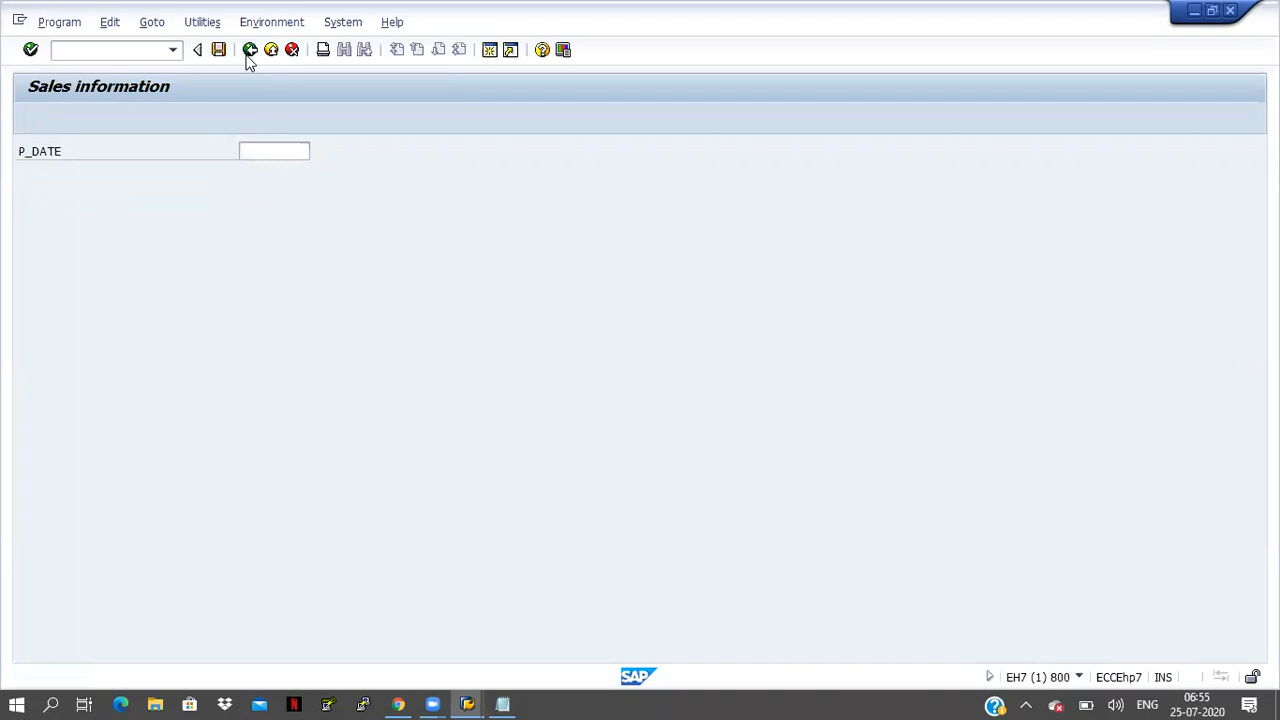 Program Edit Goto Utilities Environment System Help
Sales information
P_DATE
SAP EH7 (1) 800 ECCEhp7 INS
ENG 06:55
25-07-2020